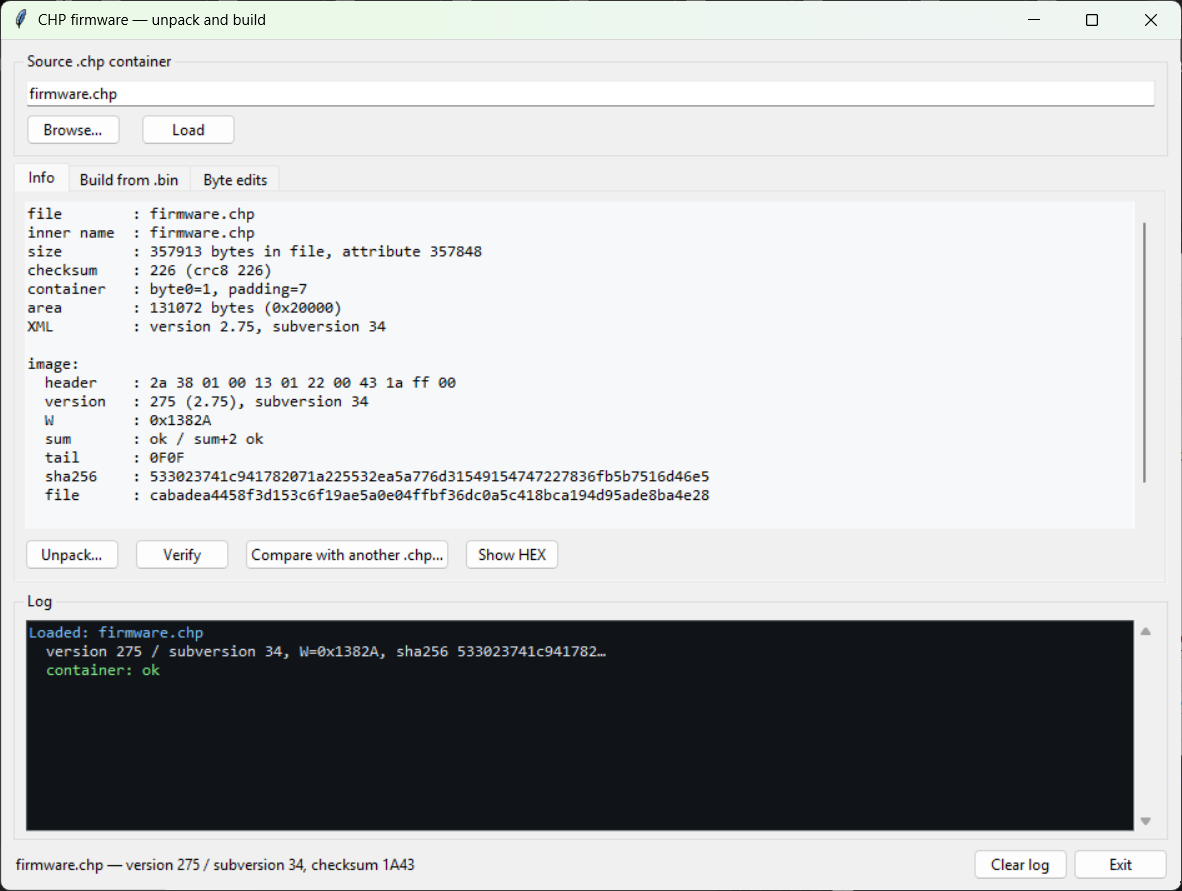 CHP firmware — unpack and build
Source .chp container
firmware.chp
Browse... Load
Info Build from .bin Byte edits
file : firmware.chp
inner name : firmware.chp
size : 357913 bytes in file, attribute 357848
checksum : 226 (crc8 226)
container : byte0=1, padding=7
area : 131072 bytes (0x20000)
XML : version 2.75, subversion 34
image:
header : 2a 38 01 00 13 01 22 00 43 1a ff 00
version : 275 (2.75), subversion 34
W : 0x1382A
sum : ok / sum+2 ok
tail : 0F0F
sha256 : 533023741c941782071a225532ea5a776d31549154747227836fb5b7516d46e5
file : cabadea4458f3d153c6f19ae5a0e04ffbf36dc0a5c418bca194d95ade8ba4e28
Unpack... Verify Compare with another .chp... Show HEX
Log
Loaded: firmware.chp
version 275 / subversion 34, W=0x1382A, sha256 533023741c941782…
container: ok
firmware.chp — version 275 / subversion 34, checksum 1A43
Clear log Exit